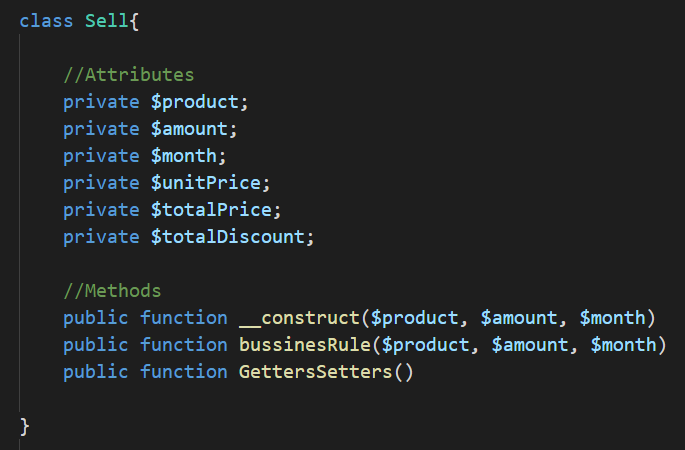 class Sell{
//Attributes
private $product;
private $amount;
private $month;
private $unitPrice;
private $totalPrice;
private $totalDiscount;
//Methods
public function __construct($product, $amount, $month)
public function bussinesRule($product, $amount, $month)
public function GettersSetters()
}